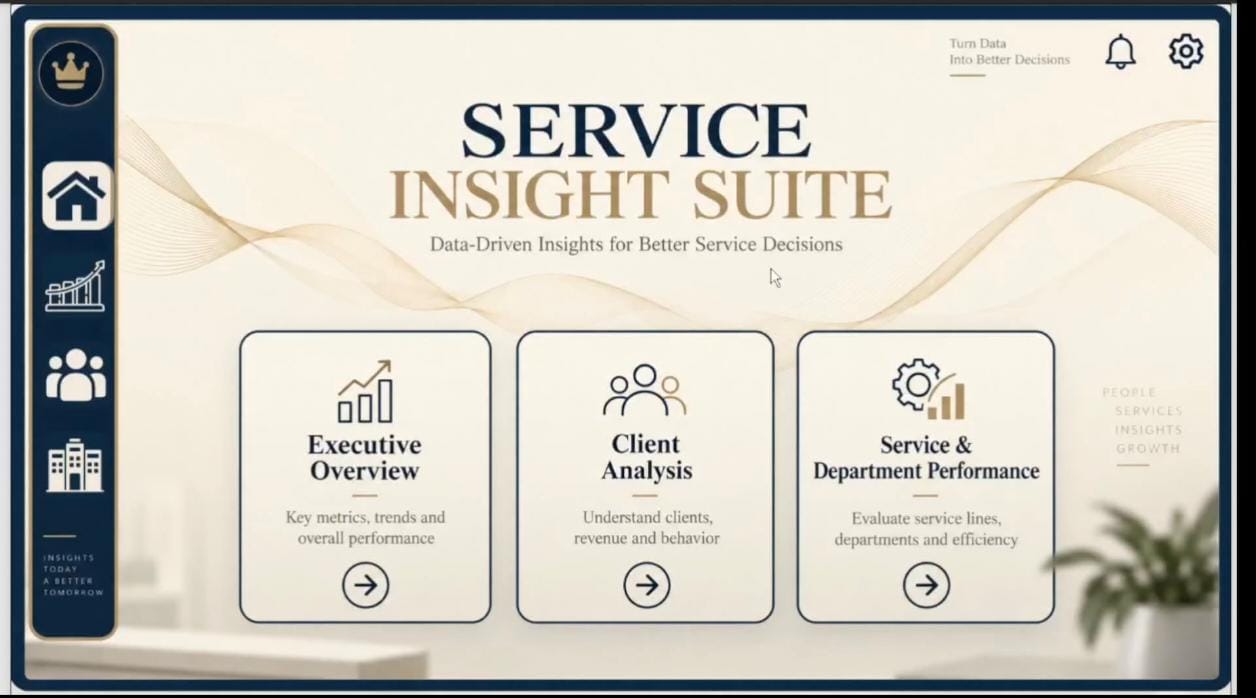 Turn Data
Into Better Decisions
SERVICE
INSIGHT SUITE
Data-Driven Insights for Better Service Decisions
Executive
Overview
Key metrics, trends and
overall performance
Client
Analysis
Understand clients,
revenue and behavior
Service &
Department Performance
Evaluate service lines,
departments and efficiency
PEOPLE
SERVICES
INSIGHTS
GROWTH
INSIGHTS
TODAY
A BETTER
TOMORROW